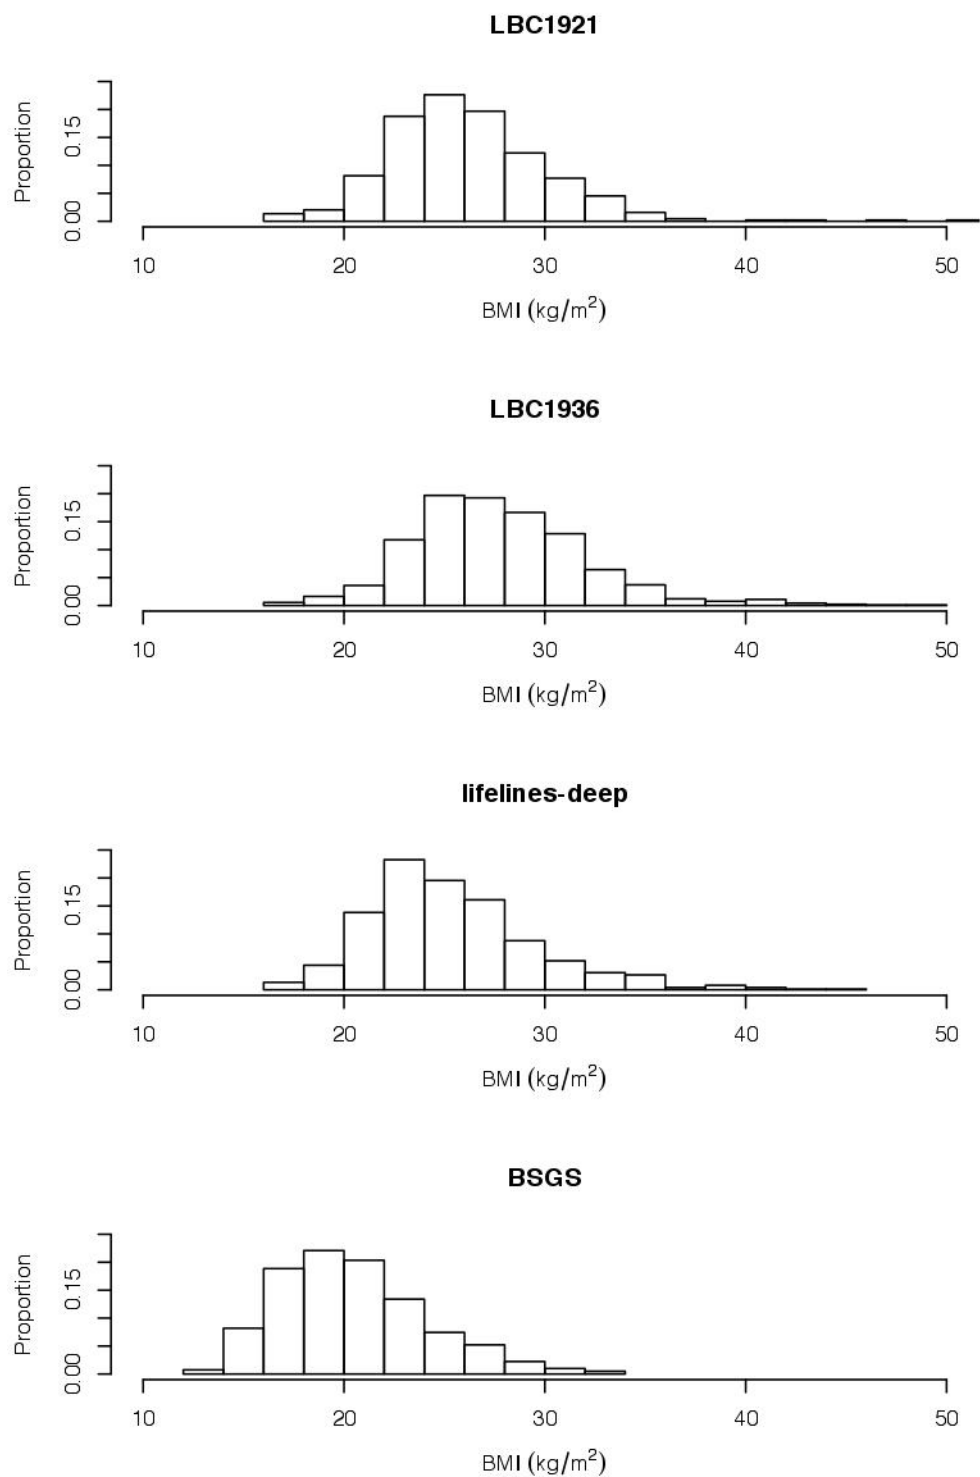 LBC1921
Proportion
0.15
0.00
10 20 30 40 50
BMI (kg/m²)
LBC1936
Proportion
0.15
0.00
10 20 30 40 50
BMI (kg/m²)
lifelines-deep
Proportion
0.15
0.00
10 20 30 40 50
BMI (kg/m²)
BSGS
Proportion
0.15
0.00
10 20 30 40 50
BMI (kg/m²)